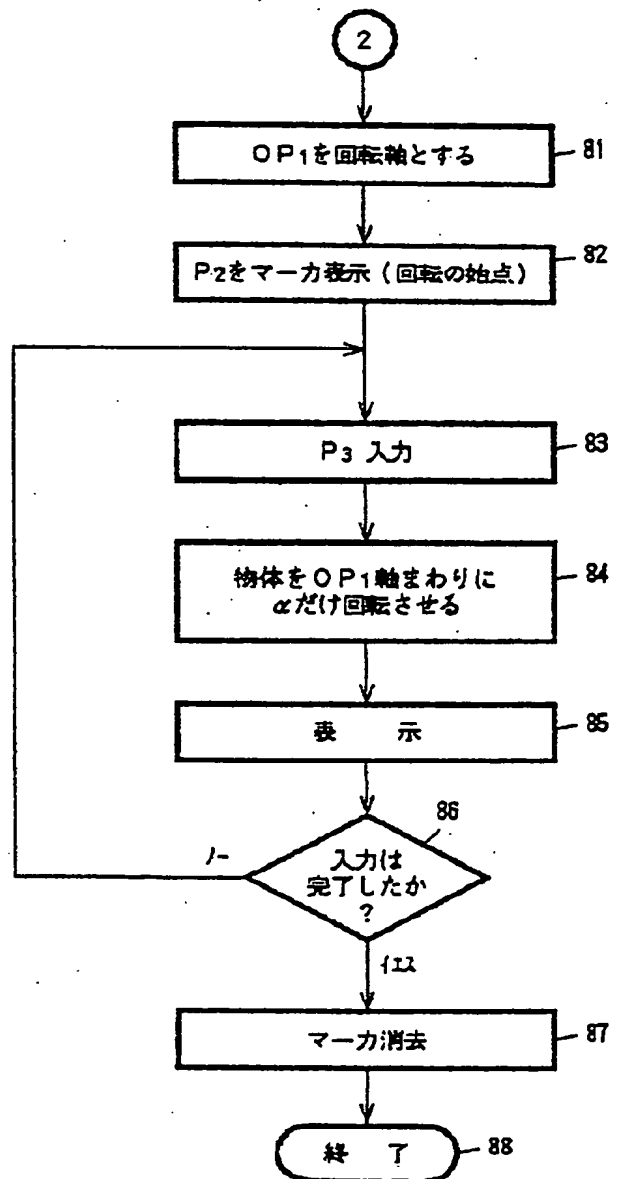 2
OP₁を回転軸とする
81
P₂をマーカ表示（回転の始点）
82
P₃ 入力
83
物体をOP₁軸まわりに
αだけ回転させる
84
表 示
85
86
入力は
完了したか
?
ノー
イエス
マーカ消去
87
終 了
88